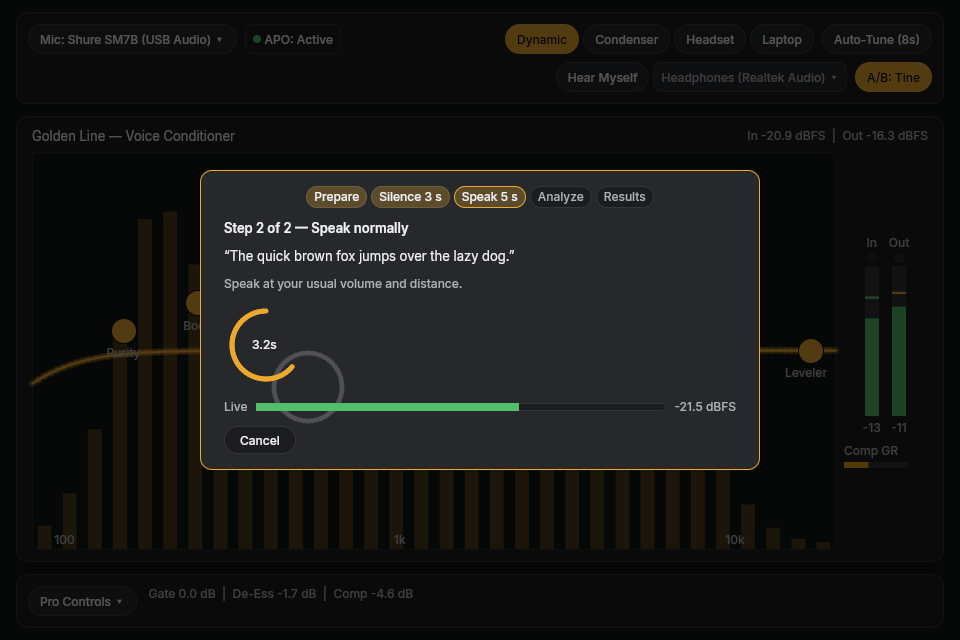 Mic: Shure SM7B (USB Audio) ▾
APO: Active
Dynamic
Condenser
Headset
Laptop
Auto-Tune (8s)
Hear Myself
Headphones (Realtek Audio) ▾
A/B: Tine
Golden Line — Voice Conditioner
In -20.9 dBFS | Out -16.3 dBFS
Prepare
Silence 3 s
Speak 5 s
Analyze
Results
Step 2 of 2 — Speak normally
“The quick brown fox jumps over the lazy dog.”
Speak at your usual volume and distance.
3.2s
Live
-21.5 dBFS
Cancel
Purity
Leveler
In Out
-13 -11
Comp GR
100
1k
10k
Pro Controls ▾
Gate 0.0 dB | De-Ess -1.7 dB | Comp -4.6 dB